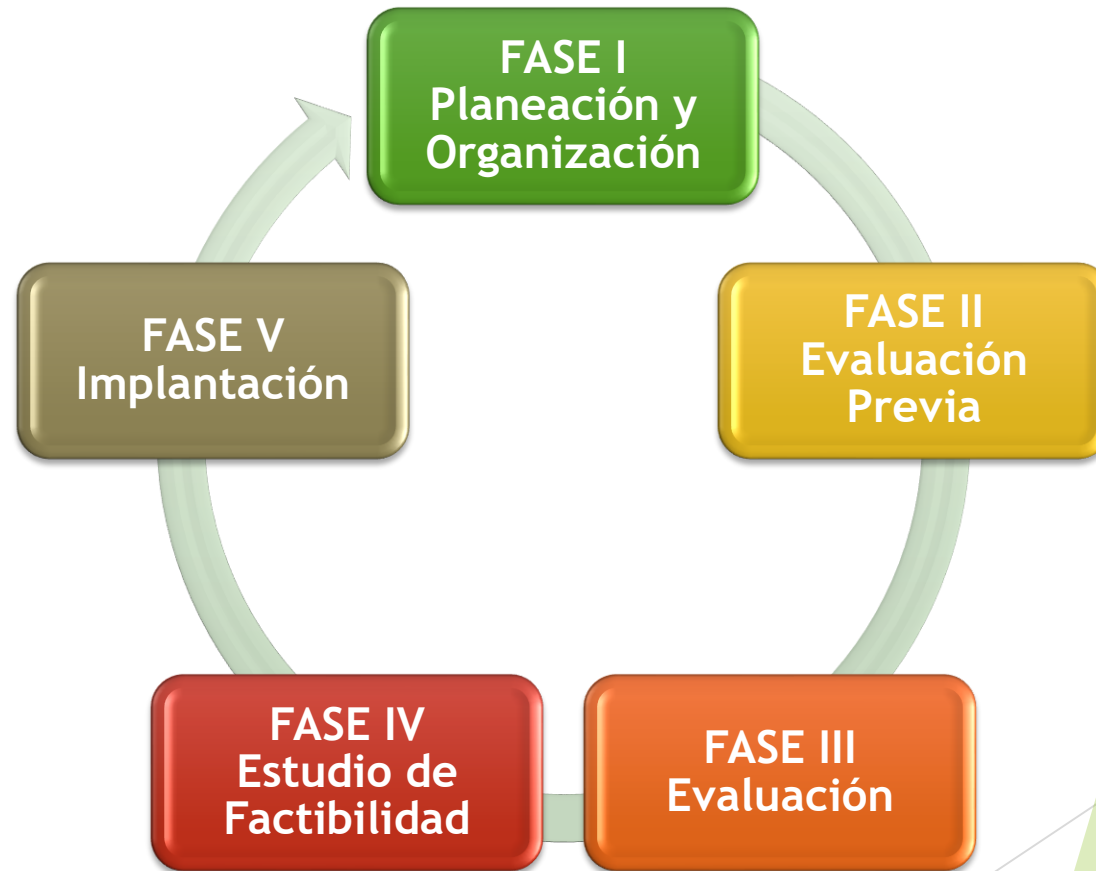 FASE I
Planeación y
Organización
FASE II
Evaluación
Previa
FASE III
Evaluación
FASE IV
Estudio de
Factibilidad
FASE V
Implantación